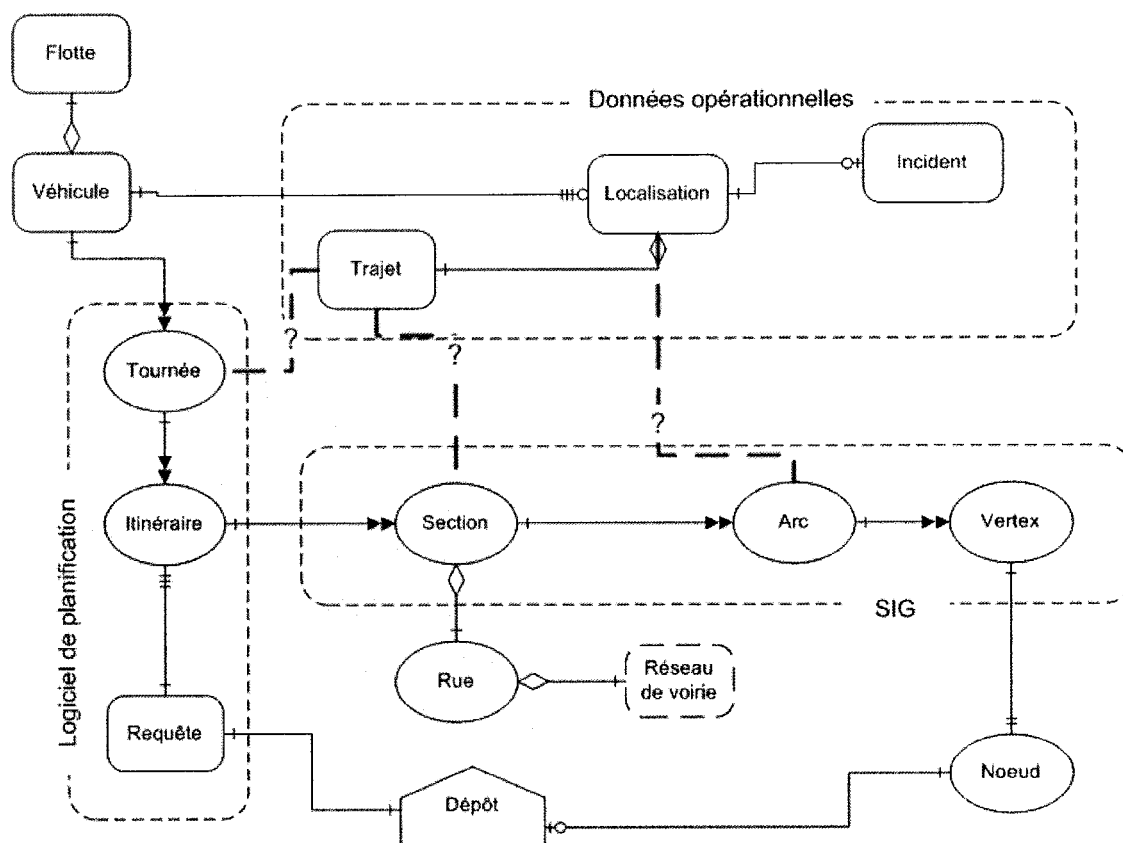 Flotte
Données opérationnelles
Véhicule
Localisation
Incident
Trajet
?
?
?
Tournée
Logiciel de planification
Itinéraire
Section
Arc
Vertex
SIG
Rue
Réseau
de voirie
Requête
Dépôt
Noeud